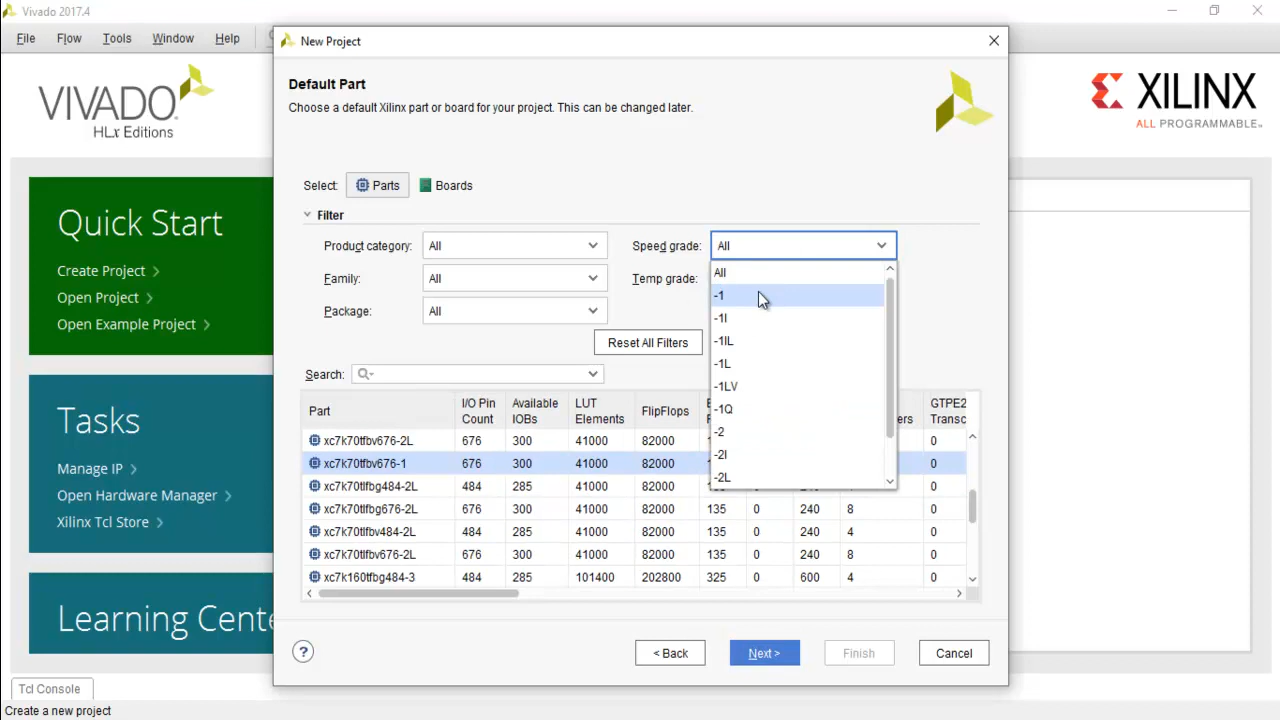 Vivado 2017.4
File Flow Tools Window Help
VIVADO
HLx Editions
XILINX
ALL PROGRAMMABLE
Quick Start
Create Project
Open Project
Open Example Project
Tasks
Manage IP
Open Hardware Manager
Xilinx Tcl Store
Learning Cente
Tcl Console
Create a new project
New Project
Default Part
Choose a default Xilinx part or board for your project. This can be changed later.
Select: Parts Boards
Filter
Product category: All Speed grade: All
Family: All Temp grade:
Package: All
All
-1
-1I
-1IL
-1L
-1LV
-1Q
-2
-2I
-2L
Reset All Filters
Search:
Part I/O Pin Count Available IOBs LUT Elements FlipFlops ers GTPE2 Transc
xc7k70tfbv676-2L 676 300 41000 82000 0
xc7k70tfbv676-1 676 300 41000 82000 0
xc7k70tlfbg484-2L 484 285 41000 82000 0
xc7k70tlfbg676-2L 676 300 41000 82000 135 0 240 8 0
xc7k70tlfbv484-2L 484 285 41000 82000 135 0 240 4 0
xc7k70tlfbv676-2L 676 300 41000 82000 135 0 240 8 0
xc7k160tfbg484-3 484 285 101400 202800 325 0 600 4 0
? < Back Next > Finish Cancel